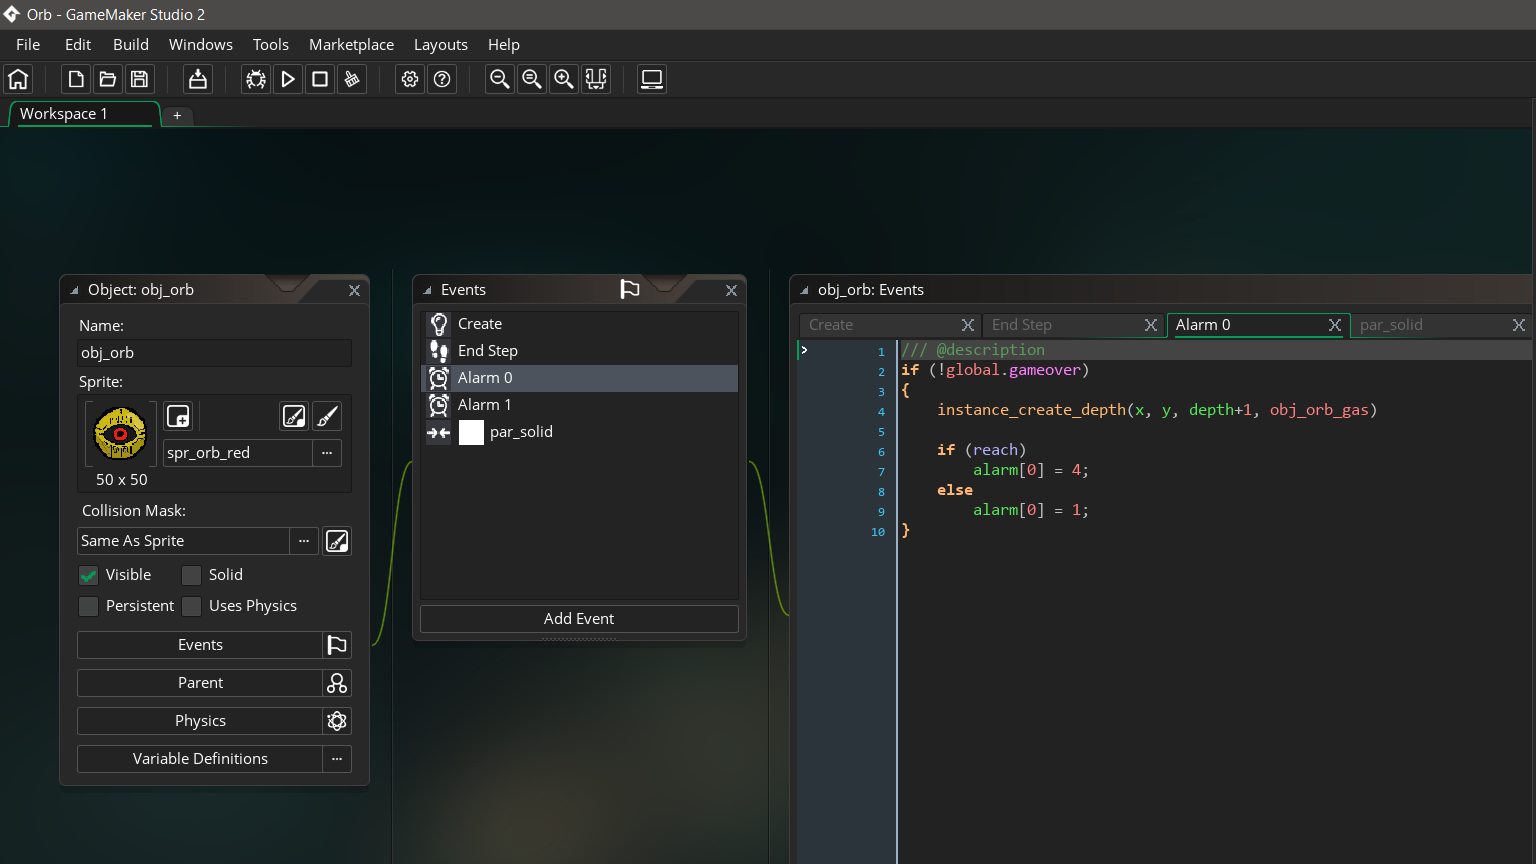 Orb - GameMaker Studio 2
File Edit Build Windows Tools Marketplace Layouts Help
Workspace 1 +
Object: obj_orb
Name:
obj_orb
Sprite:
spr_orb_red ...
50 x 50
Collision Mask:
Same As Sprite ...
Visible Solid
Persistent Uses Physics
Events
Parent
Physics
Variable Definitions ...
Events
Create
End Step
Alarm 0
Alarm 1
par_solid
Add Event
obj_orb: Events
Create X End Step X Alarm 0 X par_solid X
1 /// @description
2 if (!global.gameover)
3 {
4 instance_create_depth(x, y, depth+1, obj_orb_gas)
5
6 if (reach)
7 alarm[0] = 4;
8 else
9 alarm[0] = 1;
10 }